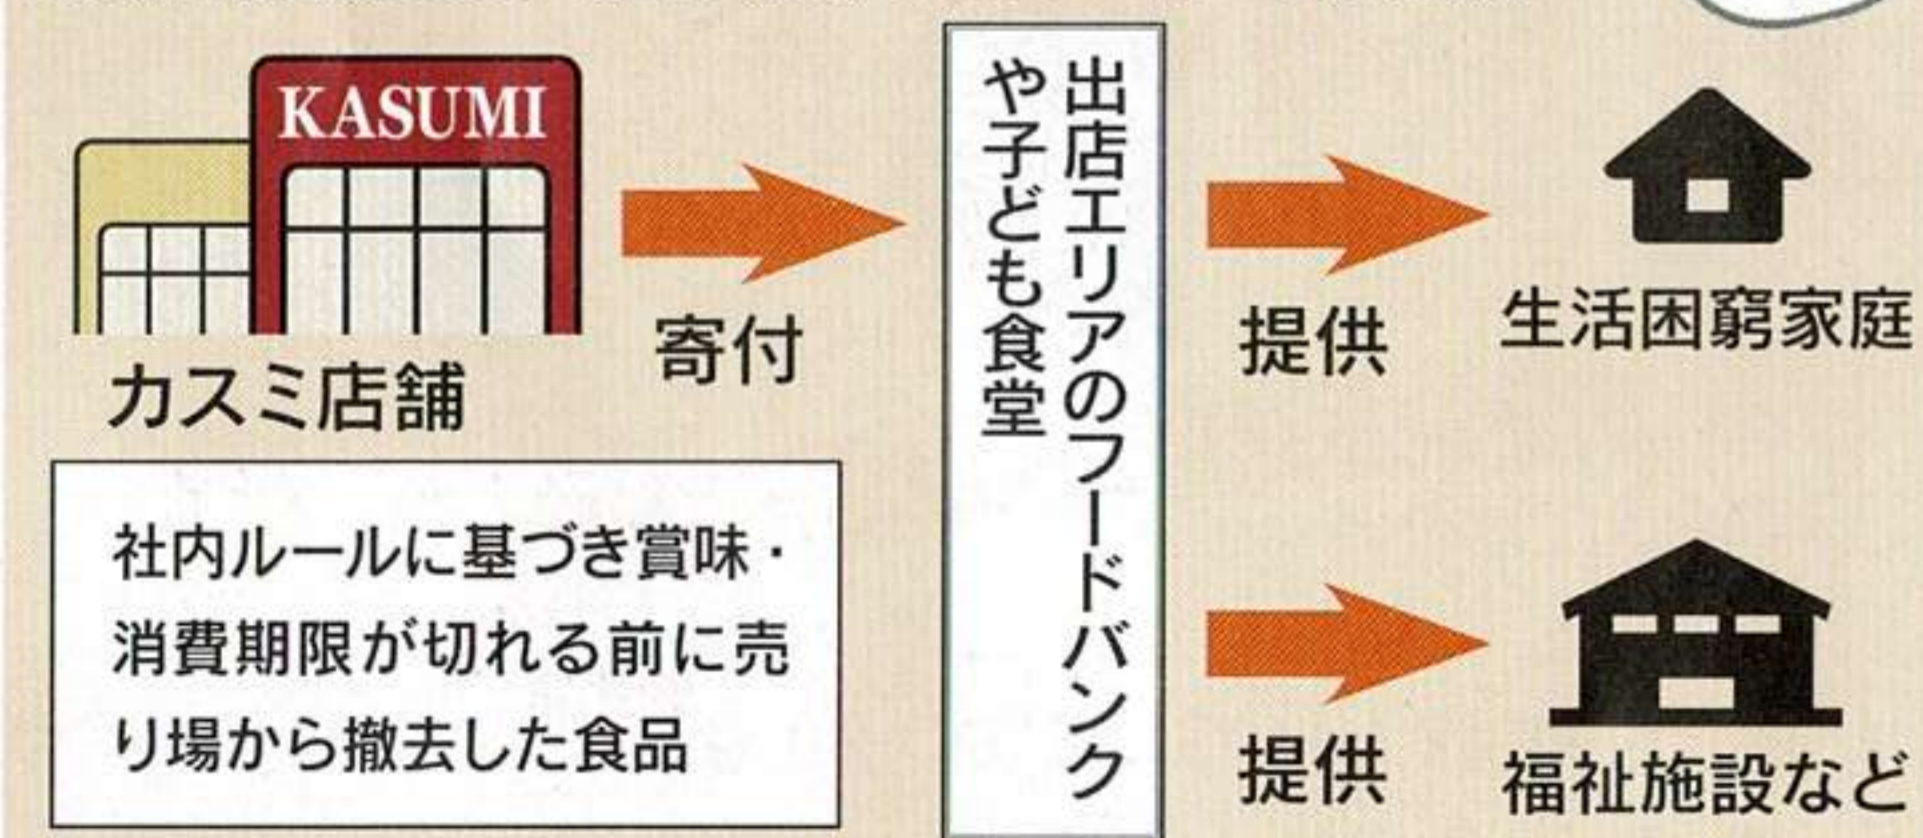 KASUMI
カスミ店舗
寄付
社内ルールに基づき賞味・
消費期限が切れる前に売
り場から撤去した食品
出店エリアのフードバンク
や子ども食堂
提供
生活困窮家庭
提供
福祉施設など